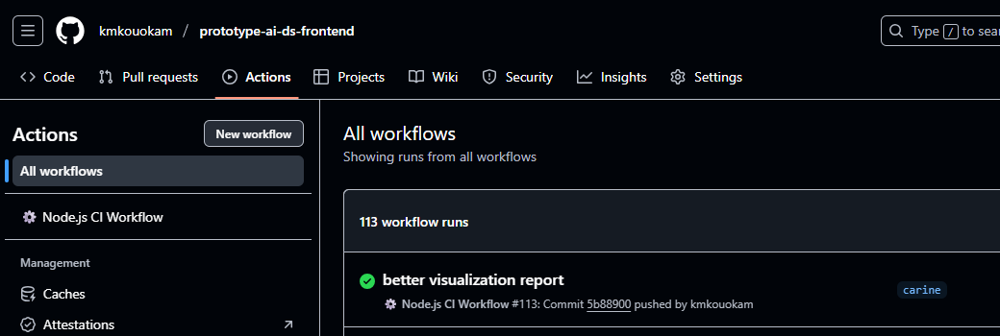 kmkouokam / prototype-ai-ds-frontend
Type / to sear
Code Pull requests Actions Projects Wiki Security Insights Settings
Actions
New workflow
All workflows
Node.js CI Workflow
Management
Caches
Attestations
All workflows
Showing runs from all workflows
113 workflow runs
better visualization report
carine
Node.js CI Workflow #113: Commit 5b88900 pushed by kmkouokam